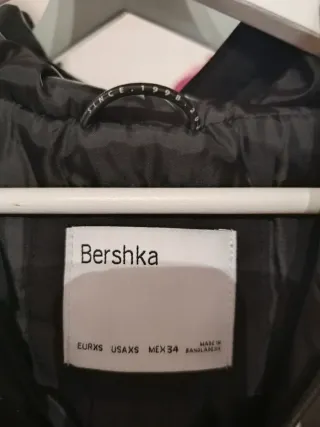 SINCE · 1998
Bershka
EURXS USAXS MEX34 MADE IN
BANGLADESH